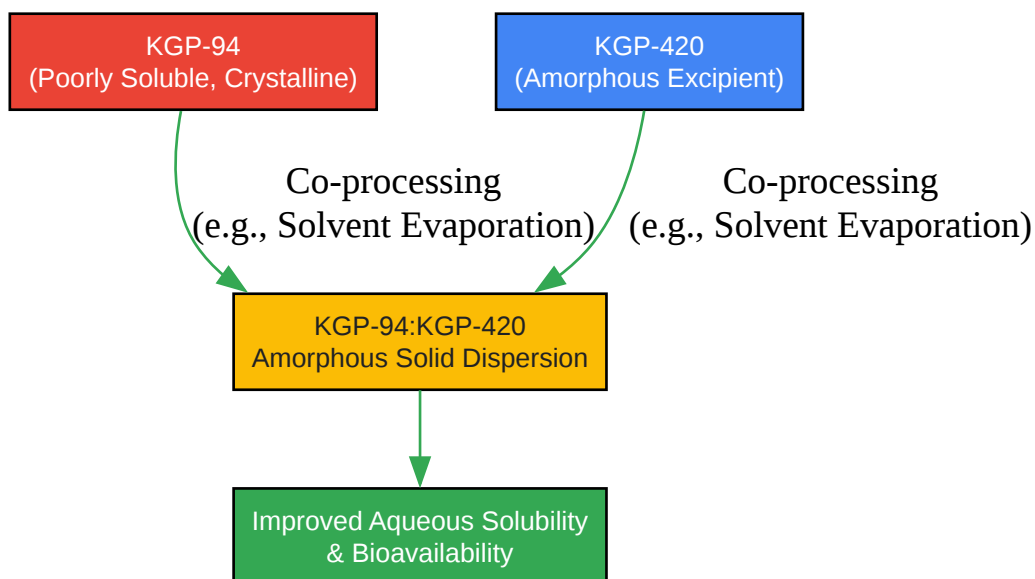 KGP-94
(Poorly Soluble, Crystalline)
KGP-420
(Amorphous Excipient)
Co-processing
(e.g., Solvent Evaporation)
Co-processing
(e.g., Solvent Evaporation)
KGP-94:KGP-420
Amorphous Solid Dispersion
Improved Aqueous Solubility
& Bioavailability